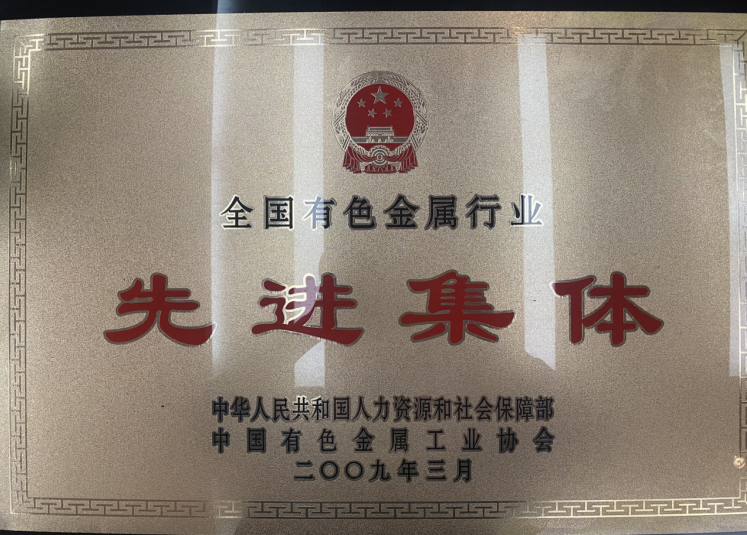 全国有色金属行业
先进集体
中华人民共和国人力资源和社会保障部
中国有色金属工业协会
二〇〇九年三月